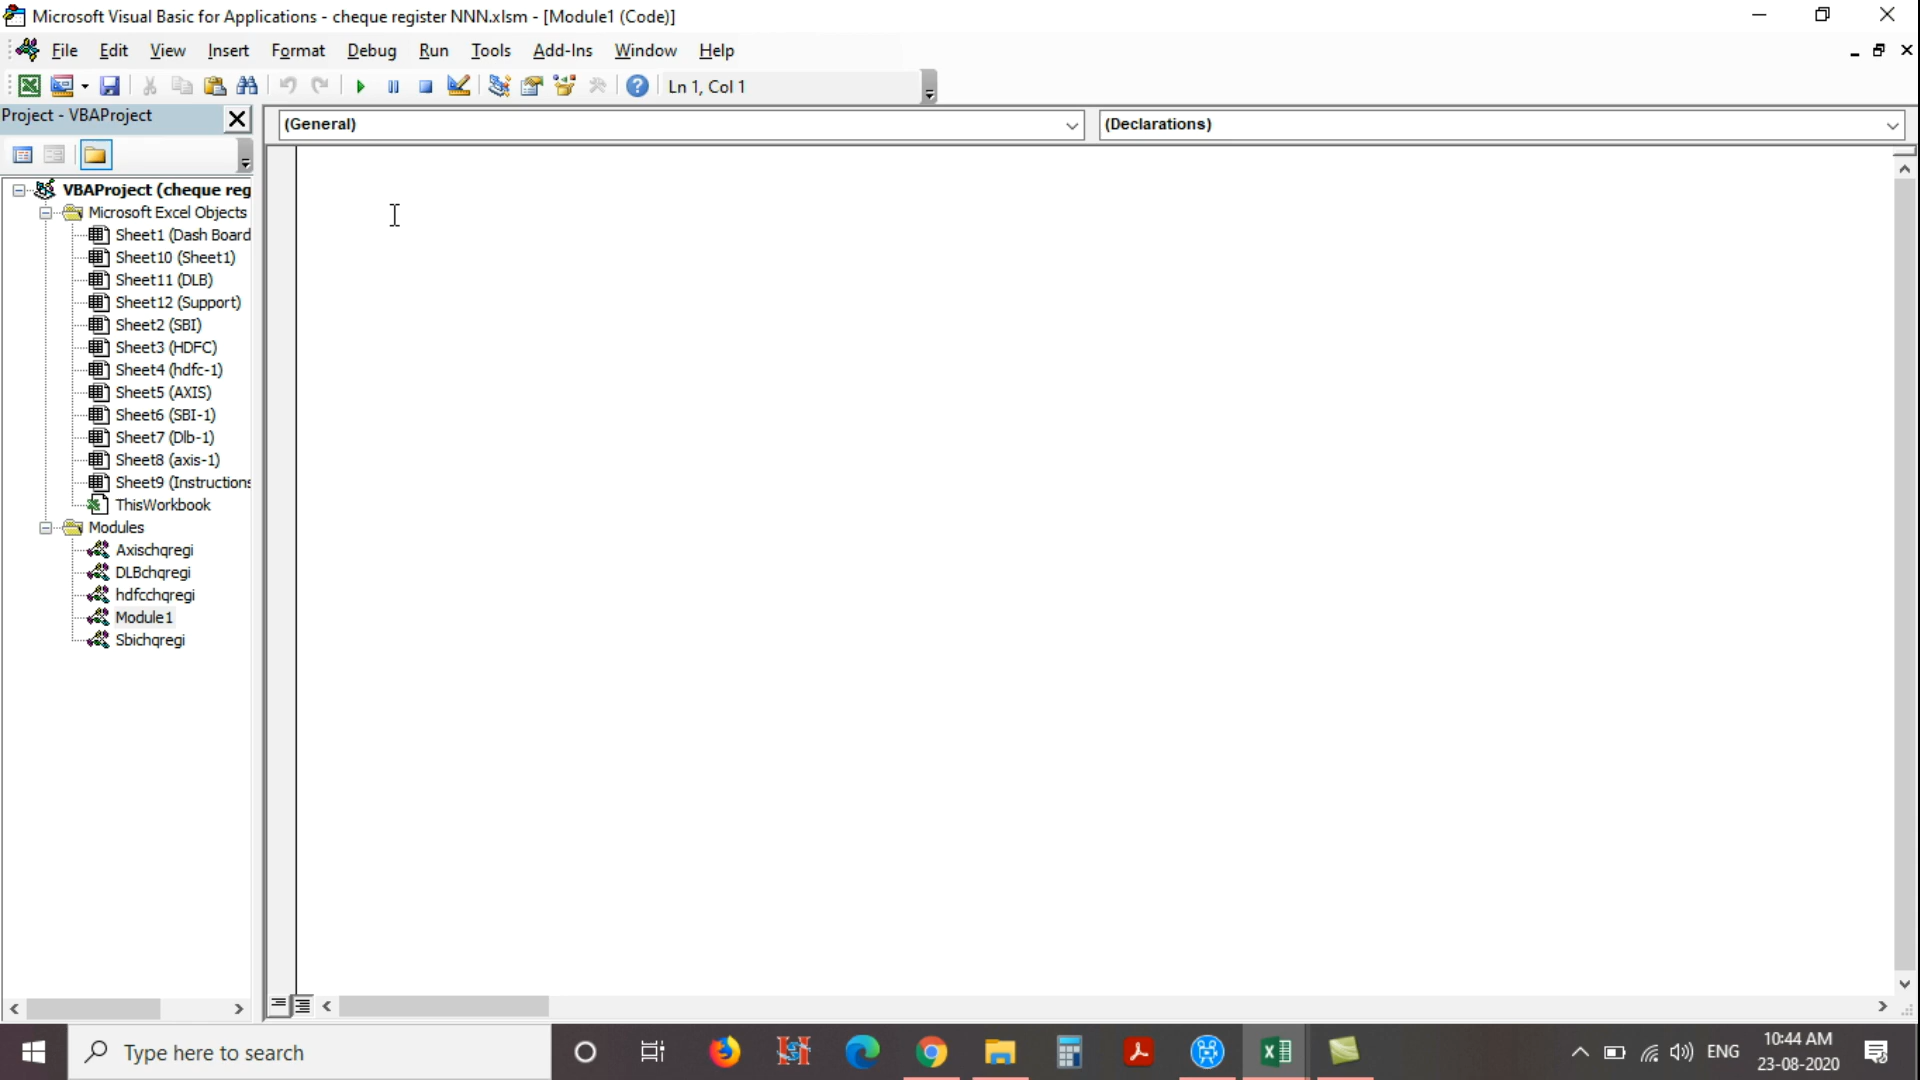 Microsoft Visual Basic for Applications - cheque register NNN.xlsm - [Module1 (Code)]
File Edit View Insert Format Debug Run Tools Add-Ins Window Help
Ln 1, Col 1
Project - VBAProject
(General)
(Declarations)
VBAProject (cheque reg
Microsoft Excel Objects
Sheet1 (Dash Board
Sheet10 (Sheet1)
Sheet11 (DLB)
Sheet12 (Support)
Sheet2 (SBI)
Sheet3 (HDFC)
Sheet4 (hdfc-1)
Sheet5 (AXIS)
Sheet6 (SBI-1)
Sheet7 (Dlb-1)
Sheet8 (axis-1)
Sheet9 (Instructions
ThisWorkbook
Modules
Axischqregi
DLBchqregi
hdfcchqregi
Module1
Sbichqregi
Type here to search
ENG
10:44 AM
23-08-2020